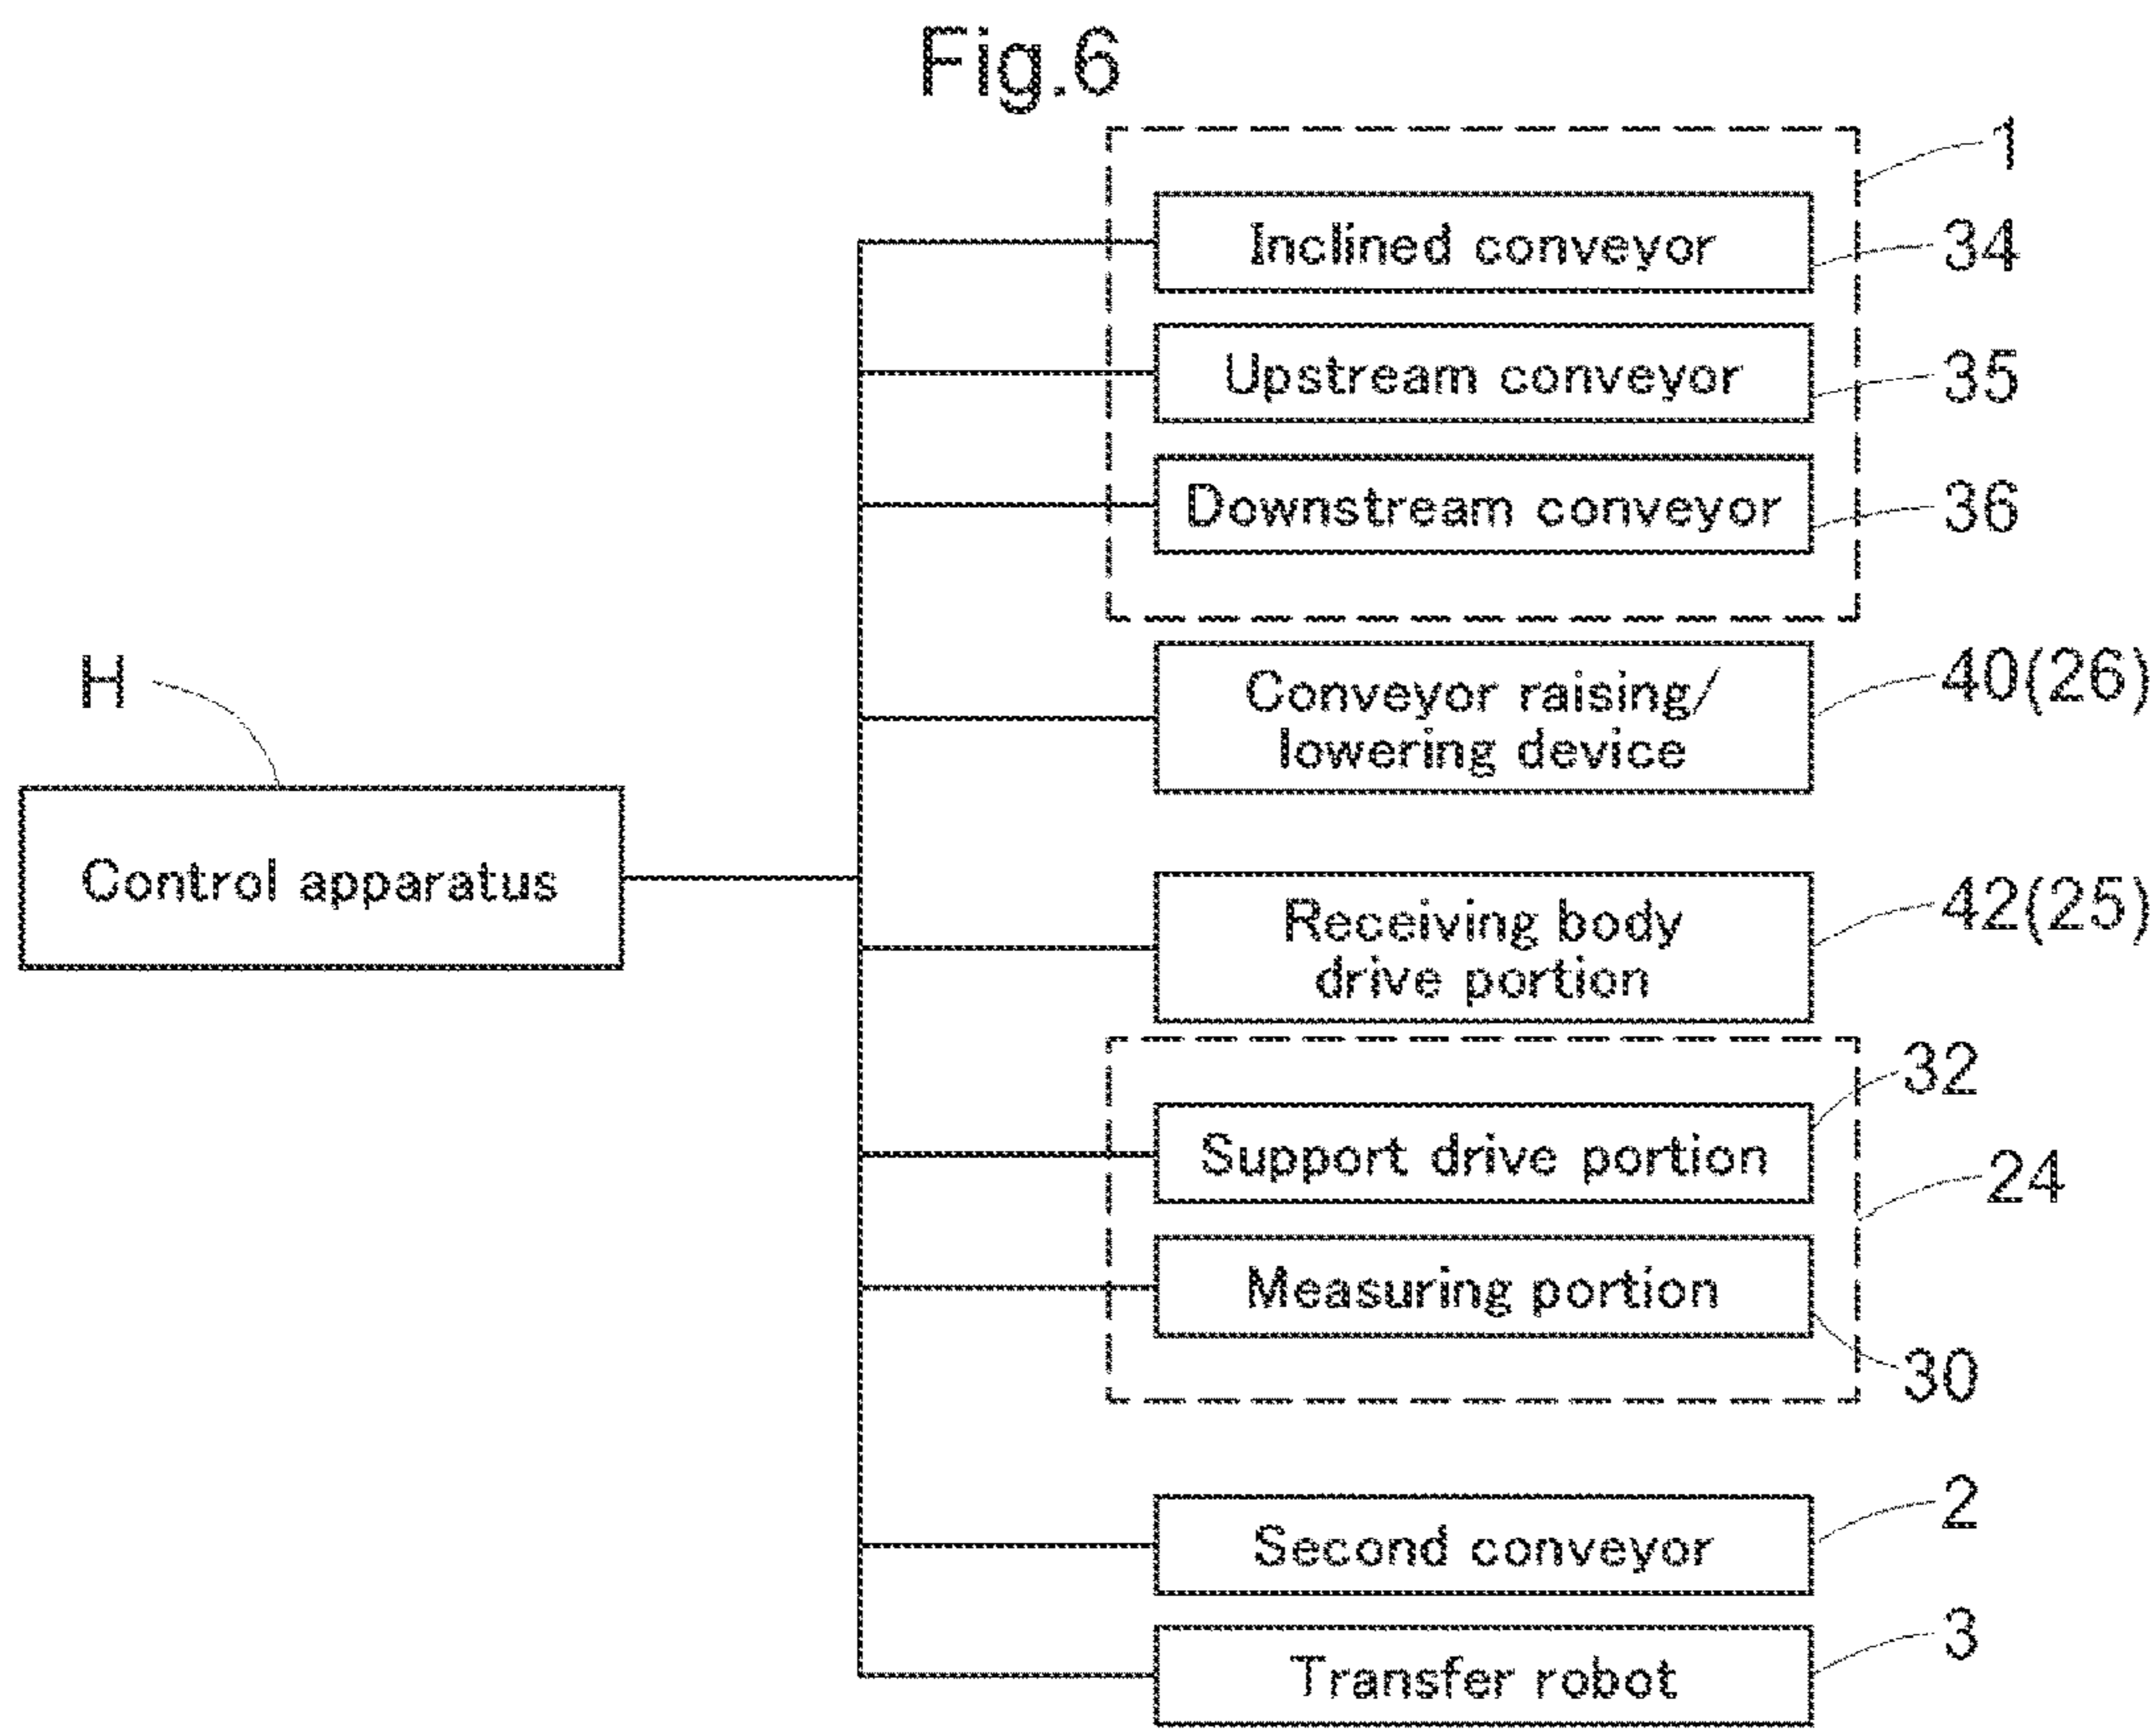 Fig.6
1
Inclined conveyor
34
Upstream conveyor
35
Downstream conveyor
36
H
Conveyor raising/
lowering device
40(26)
Control apparatus
Receiving body
drive portion
42(25)
32
Support drive portion
24
Measuring portion
30
2
Second conveyor
3
Transfer robot